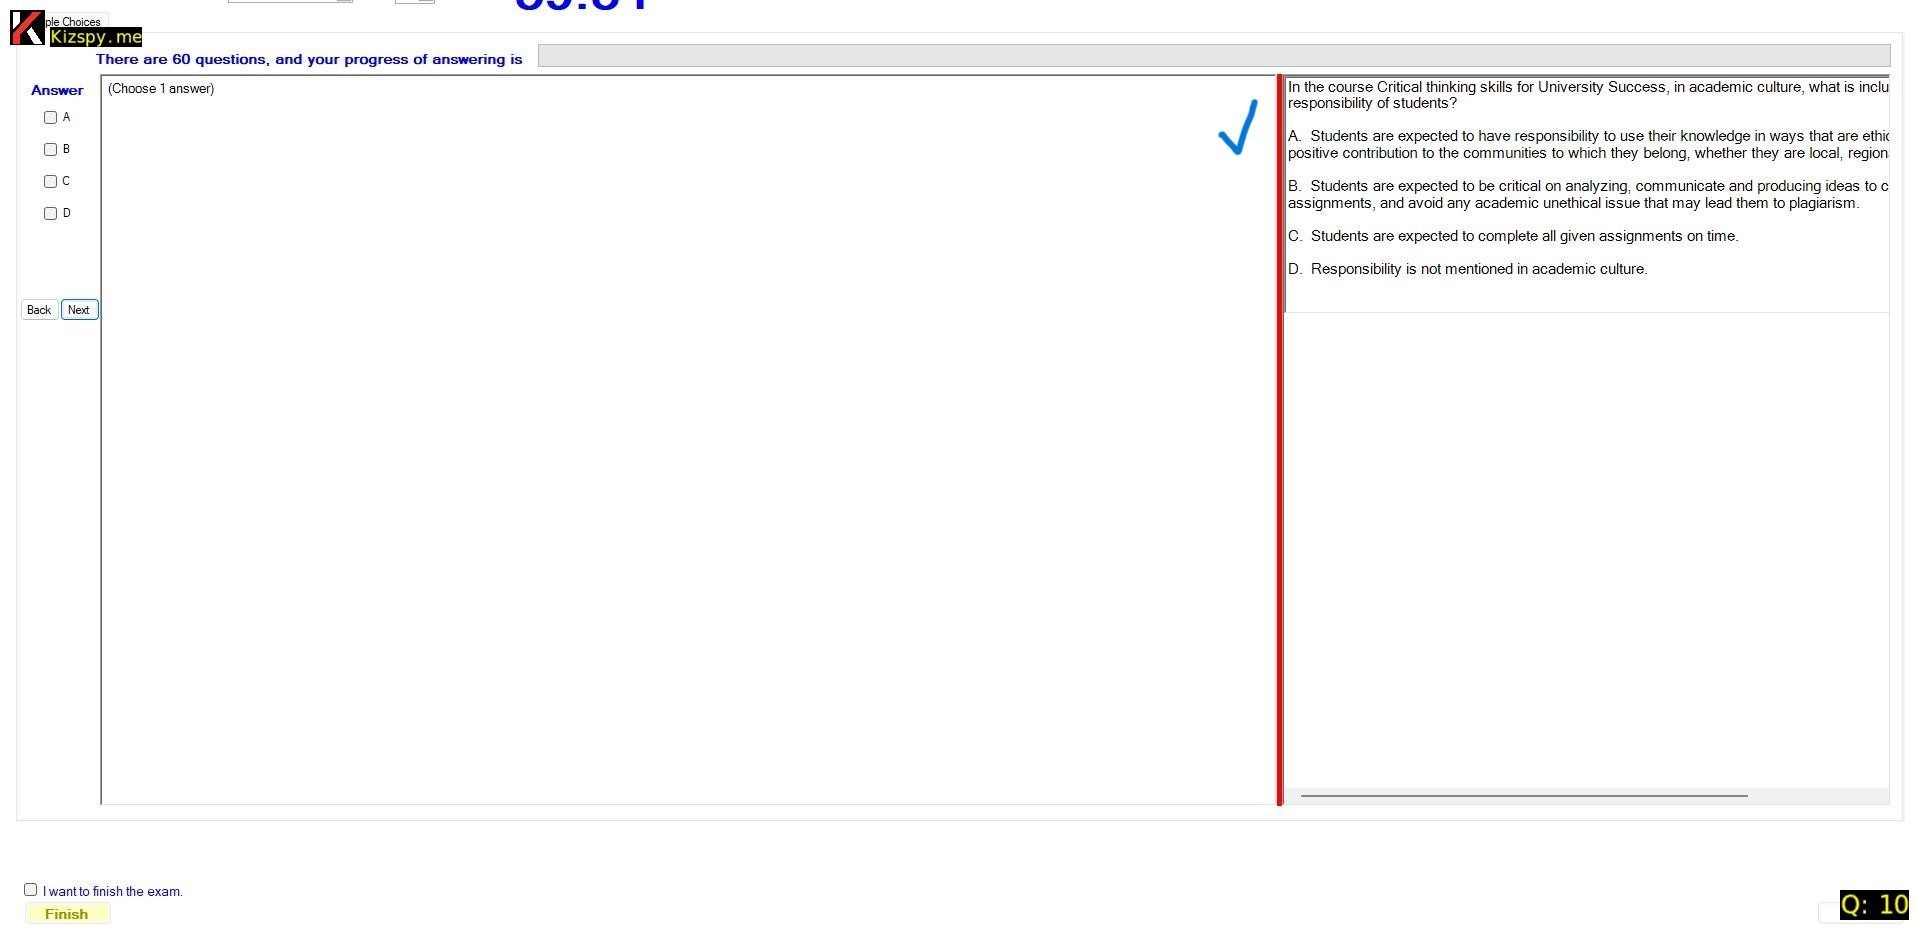 ple Choices
Kizspy.me
There are 60 questions, and your progress of answering is
Answer
A
B
C
D
Back Next
(Choose 1 answer)
In the course Critical thinking skills for University Success, in academic culture, what is inclu
responsibility of students?
A. Students are expected to have responsibility to use their knowledge in ways that are ethic
positive contribution to the communities to which they belong, whether they are local, region
B. Students are expected to be critical on analyzing, communicate and producing ideas to c
assignments, and avoid any academic unethical issue that may lead them to plagiarism.
C. Students are expected to complete all given assignments on time.
D. Responsibility is not mentioned in academic culture.
I want to finish the exam.
Finish
Q: 10